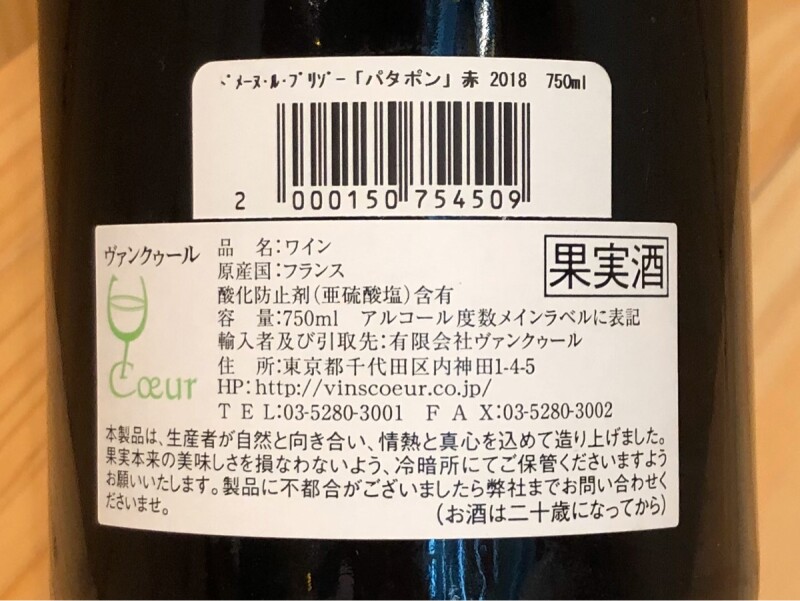 ﾄﾞﾒｰﾇ･ﾙ･ﾌﾞﾘｿﾞｰ「パタポン」赤 2018 750ml
2 000150 754509
ヴァンクゥール
Cœur
果実酒
品 名:ワイン
原産国:フランス
酸化防止剤(亜硫酸塩)含有
容 量:750ml アルコール度数メインラベルに表記
輸入者及び引取先:有限会社ヴァンクゥール
住 所:東京都千代田区内神田1-4-5
HP:http://vinscoeur.co.jp/
TEL:03-5280-3001 FAX:03-5280-3002
本製品は、生産者が自然と向き合い、情熱と真心を込めて造り上げました。
果実本来の美味しさを損なわないよう、冷暗所にてご保管くださいますよう
お願いいたします。製品に不都合がございましたら弊社までお問い合わせく
ださいませ。 (お酒は二十歳になってから)